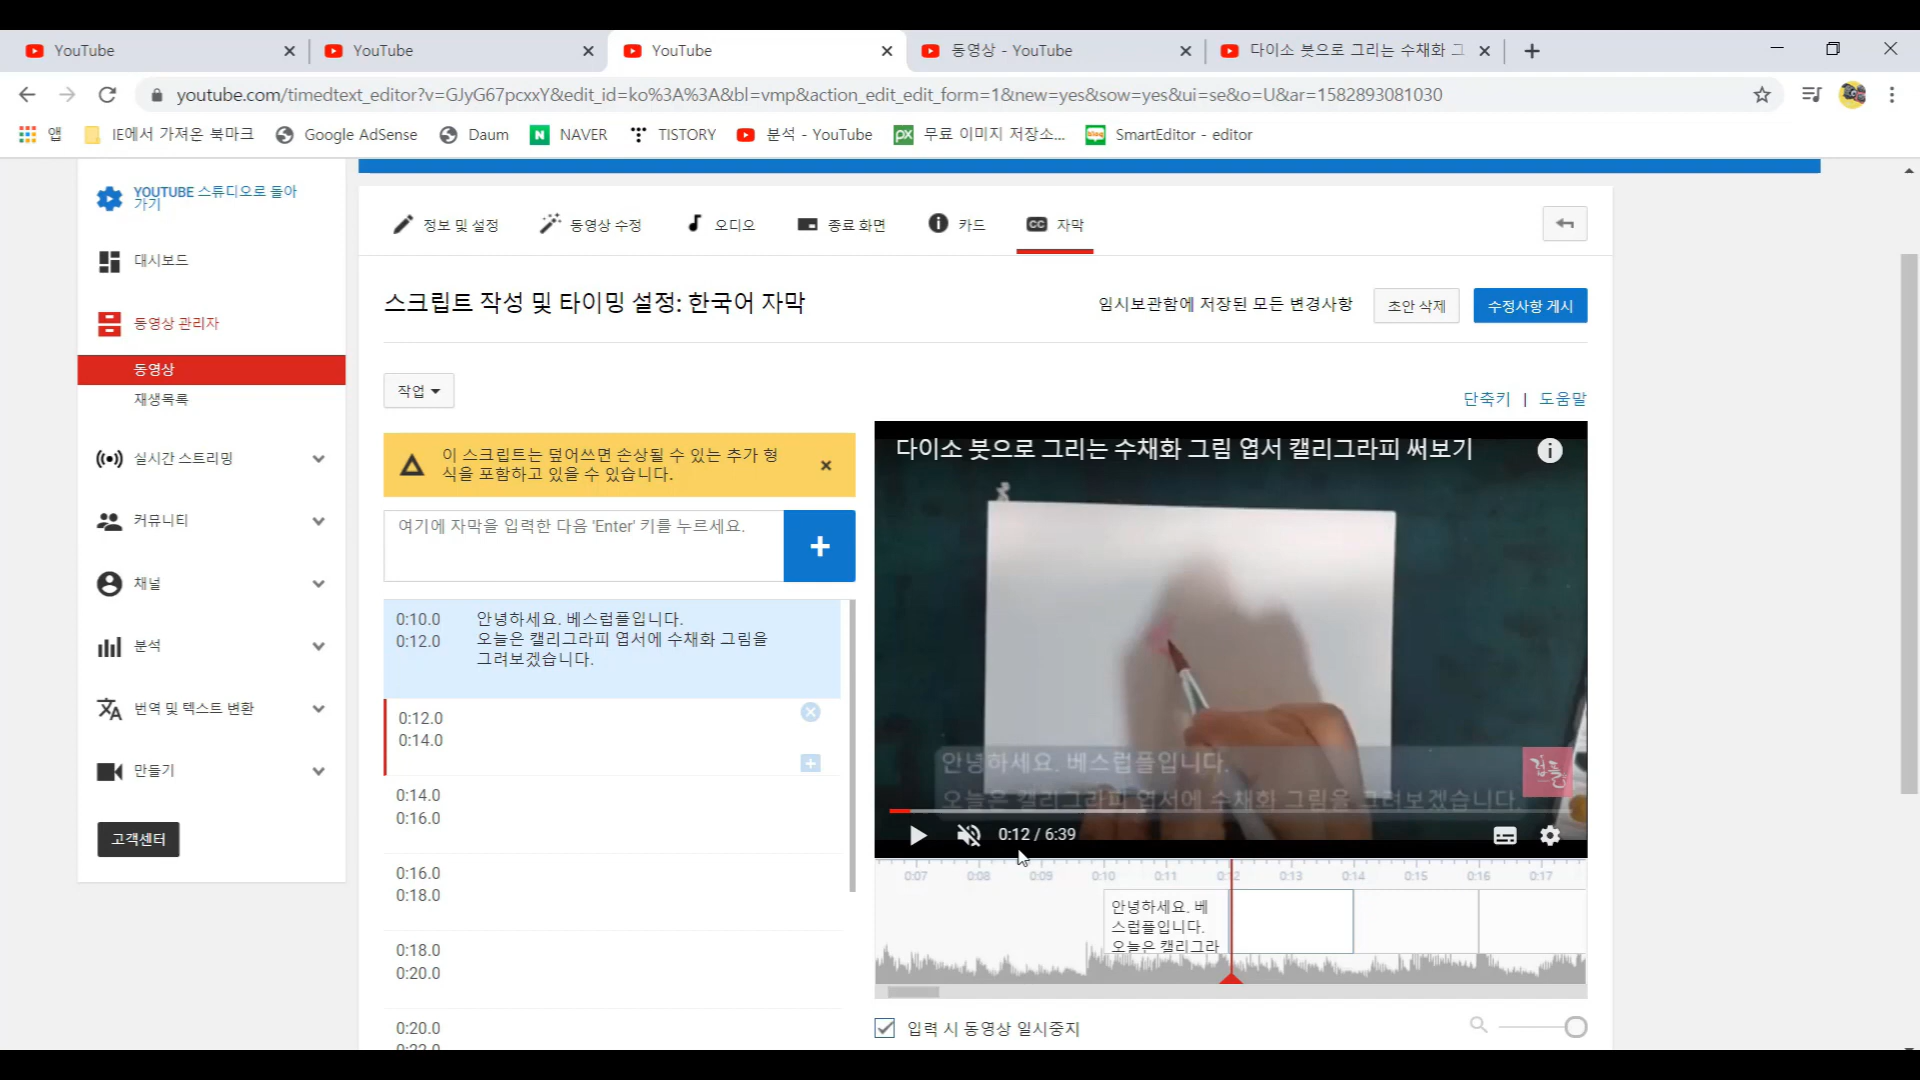 YouTube
YouTube
YouTube
동영상 - YouTube
다이소 붓으로 그리는 수채화 그
youtube.com/timedtext_editor?v=GJyG67pcxxY&edit_id=ko%3A%3A&bl=vmp&action_edit_edit_form=1&new=yes&sow=yes&ui=se&o=U&ar=1582893081030
앱
IE에서 가져온 북마크
Google AdSense
Daum
NAVER
TISTORY
분석 - YouTube
무료 이미지 저장소...
SmartEditor - editor
YOUTUBE 스튜디오로 돌아
가기
대시보드
동영상 관리자
동영상
재생목록
실시간 스트리밍
커뮤니티
채널
분석
번역 및 텍스트 변환
만들기
고객센터
정보 및 설정
동영상 수정
오디오
종료 화면
카드
자막
스크립트 작성 및 타이밍 설정: 한국어 자막
임시보관함에 저장된 모든 변경사항
초안 삭제
수정사항 게시
작업
단축키 | 도움말
이 스크립트는 덮어쓰면 손상될 수 있는 추가 형
식을 포함하고 있을 수 있습니다.
여기에 자막을 입력한 다음 'Enter' 키를 누르세요.
0:10.0
0:12.0
안녕하세요. 베스럽플입니다.
오늘은 캘리그라피 엽서에 수채화 그림을
그려보겠습니다.
0:12.0
0:14.0
0:14.0
0:16.0
0:16.0
0:18.0
0:18.0
0:20.0
0:20.0
다이소 붓으로 그리는 수채화 그림 엽서 캘리그라피 써보기
안녕하세요. 베스럽플입니다.
오늘은 캘리그라피 엽서에 수채화 그림을 그려보겠습니다.
0:12 / 6:39
0:07 0:08 0:09 0:10 0:11 0:12 0:13 0:14 0:15 0:16 0:17
안녕하세요. 베
스럽플입니다.
오늘은 캘리그라
입력 시 동영상 일시중지